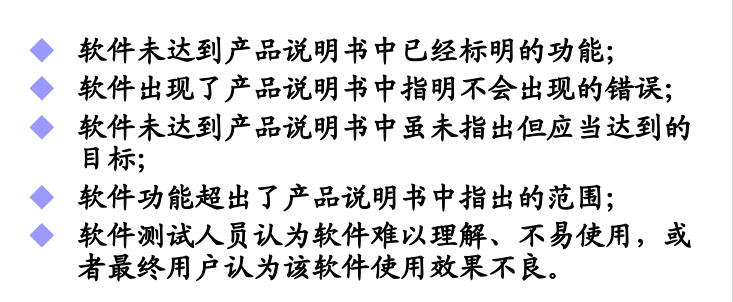 软件未达到产品说明书中已经标明的功能;
软件出现了产品说明书中指明不会出现的错误;
软件未达到产品说明书中虽未指出但应当达到的
目标;
软件功能超出了产品说明书中指出的范围;
软件测试人员认为软件难以理解、不易使用，或
者最终用户认为该软件使用效果不良。